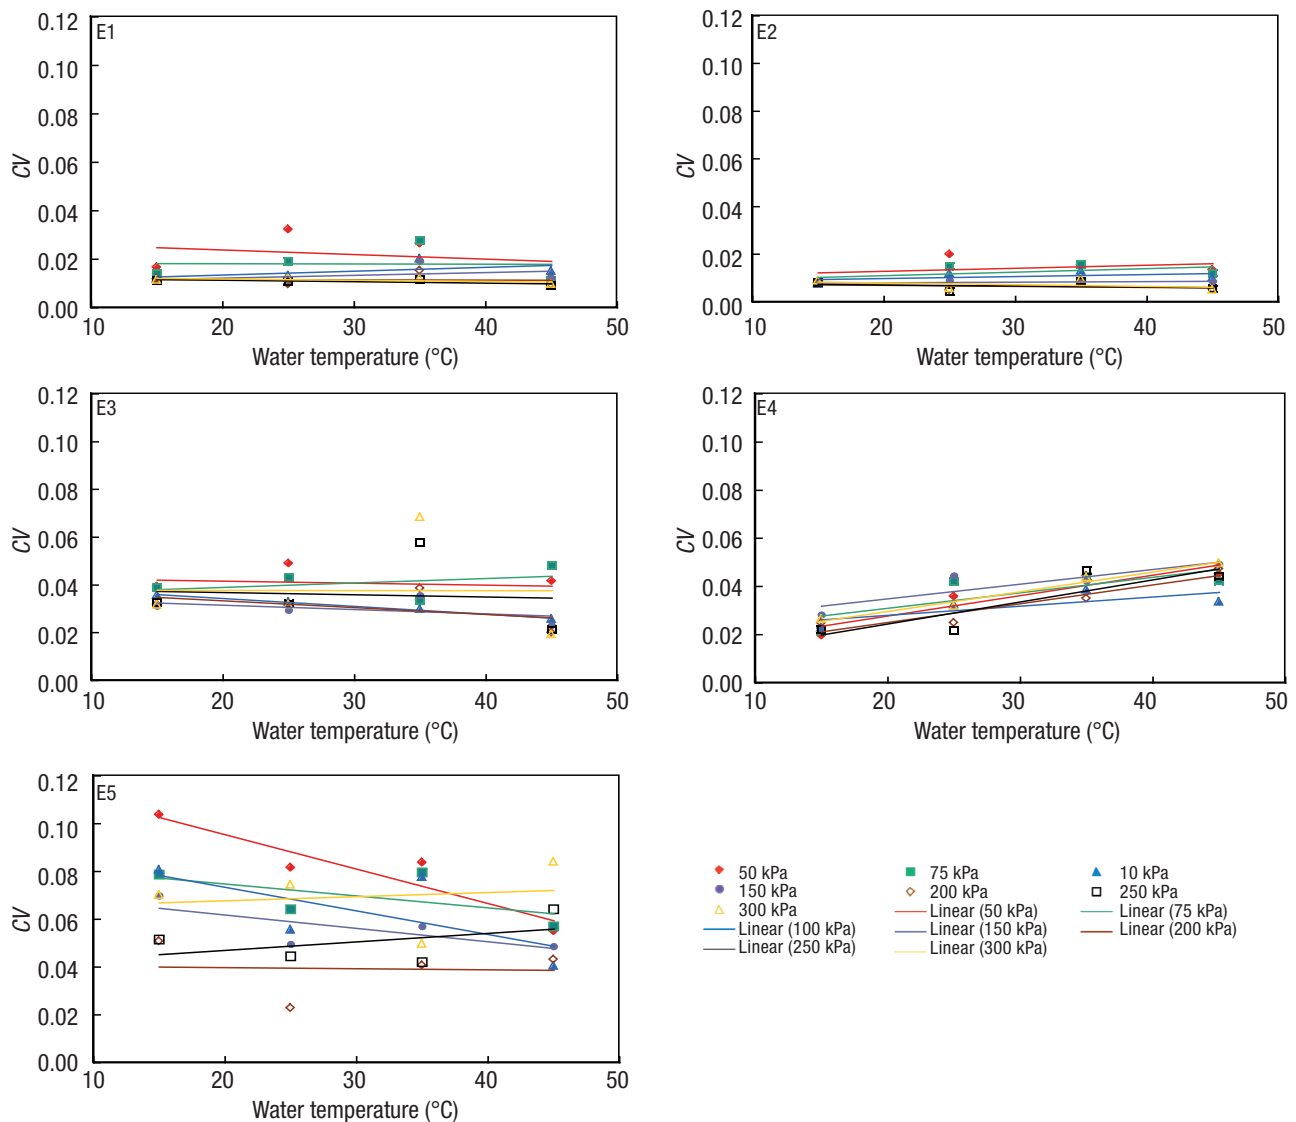 E1
0.12
0.10
0.08
0.06
0.04
0.02
0.00
CV
10 20 30 40 50
Water temperature (°C)
E2
0.12
0.10
0.08
0.06
0.04
0.02
0.00
CV
10 20 30 40 50
Water temperature (°C)
E3
0.12
0.10
0.08
0.06
0.04
0.02
0.00
CV
10 20 30 40 50
Water temperature (°C)
E4
0.12
0.10
0.08
0.06
0.04
0.02
0.00
CV
10 20 30 40 50
Water temperature (°C)
E5
0.12
0.10
0.08
0.06
0.04
0.02
0.00
CV
10 20 30 40 50
Water temperature (°C)
50 kPa 75 kPa 10 kPa
150 kPa 200 kPa 250 kPa
300 kPa Linear (50 kPa) Linear (75 kPa)
Linear (100 kPa) Linear (150 kPa) Linear (200 kPa)
Linear (250 kPa) Linear (300 kPa)